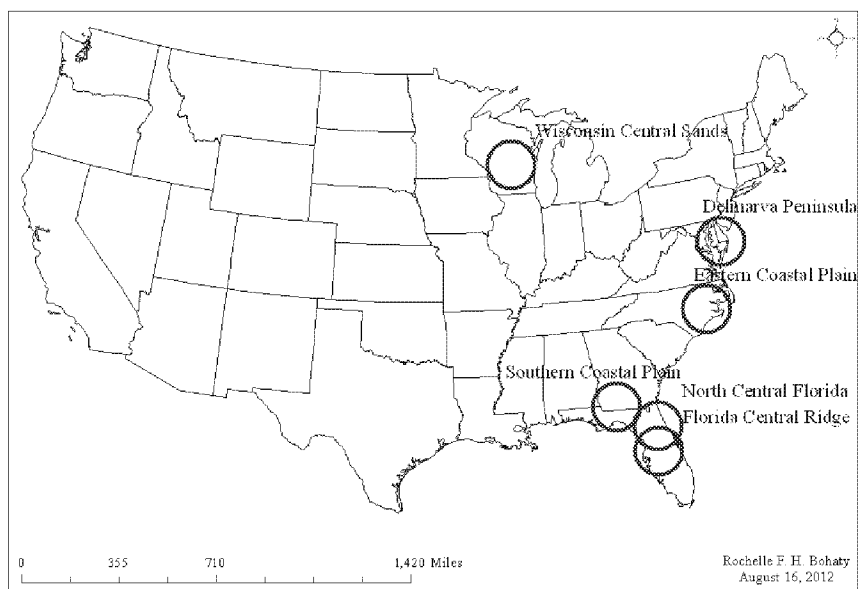 Wisconsin Central Sands
Delmarva Peninsula
Eastern Coastal Plain
Southern Coastal Plain
North Central Florida
Florida Central Ridge
0 355 710 1,420 Miles
Rochelle F. H. Bohaty
August 16, 2012